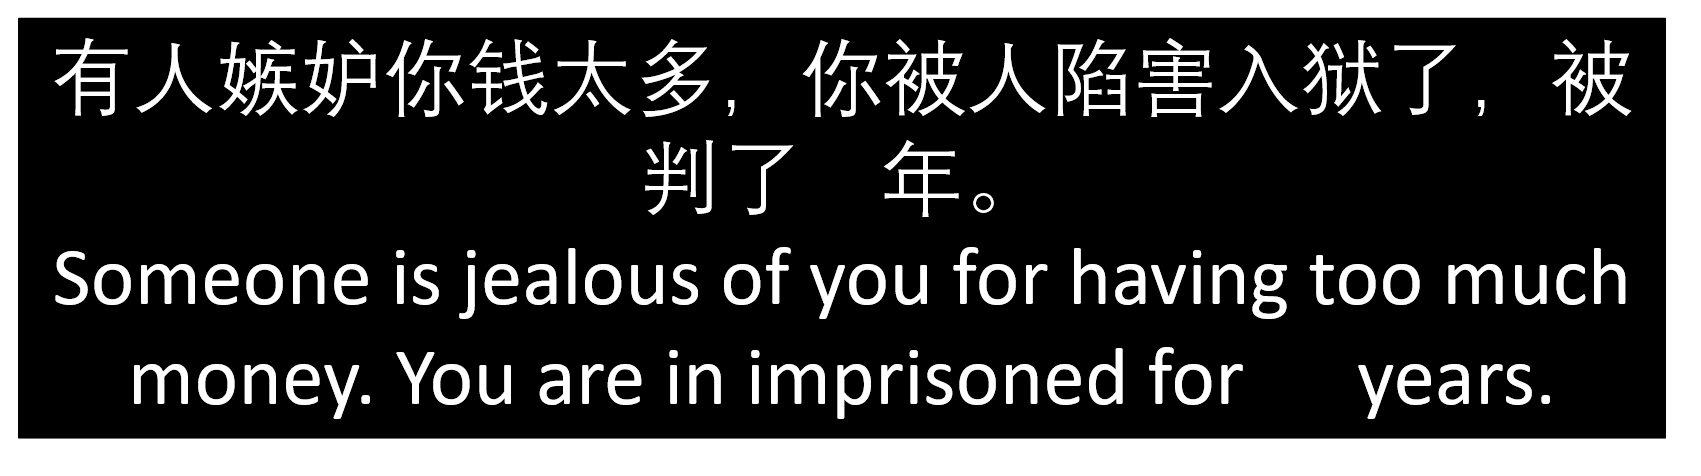 有人嫉妒你钱太多，你被人陷害入狱了，被
判了 年。
Someone is jealous of you for having too much
money. You are in imprisoned for years.